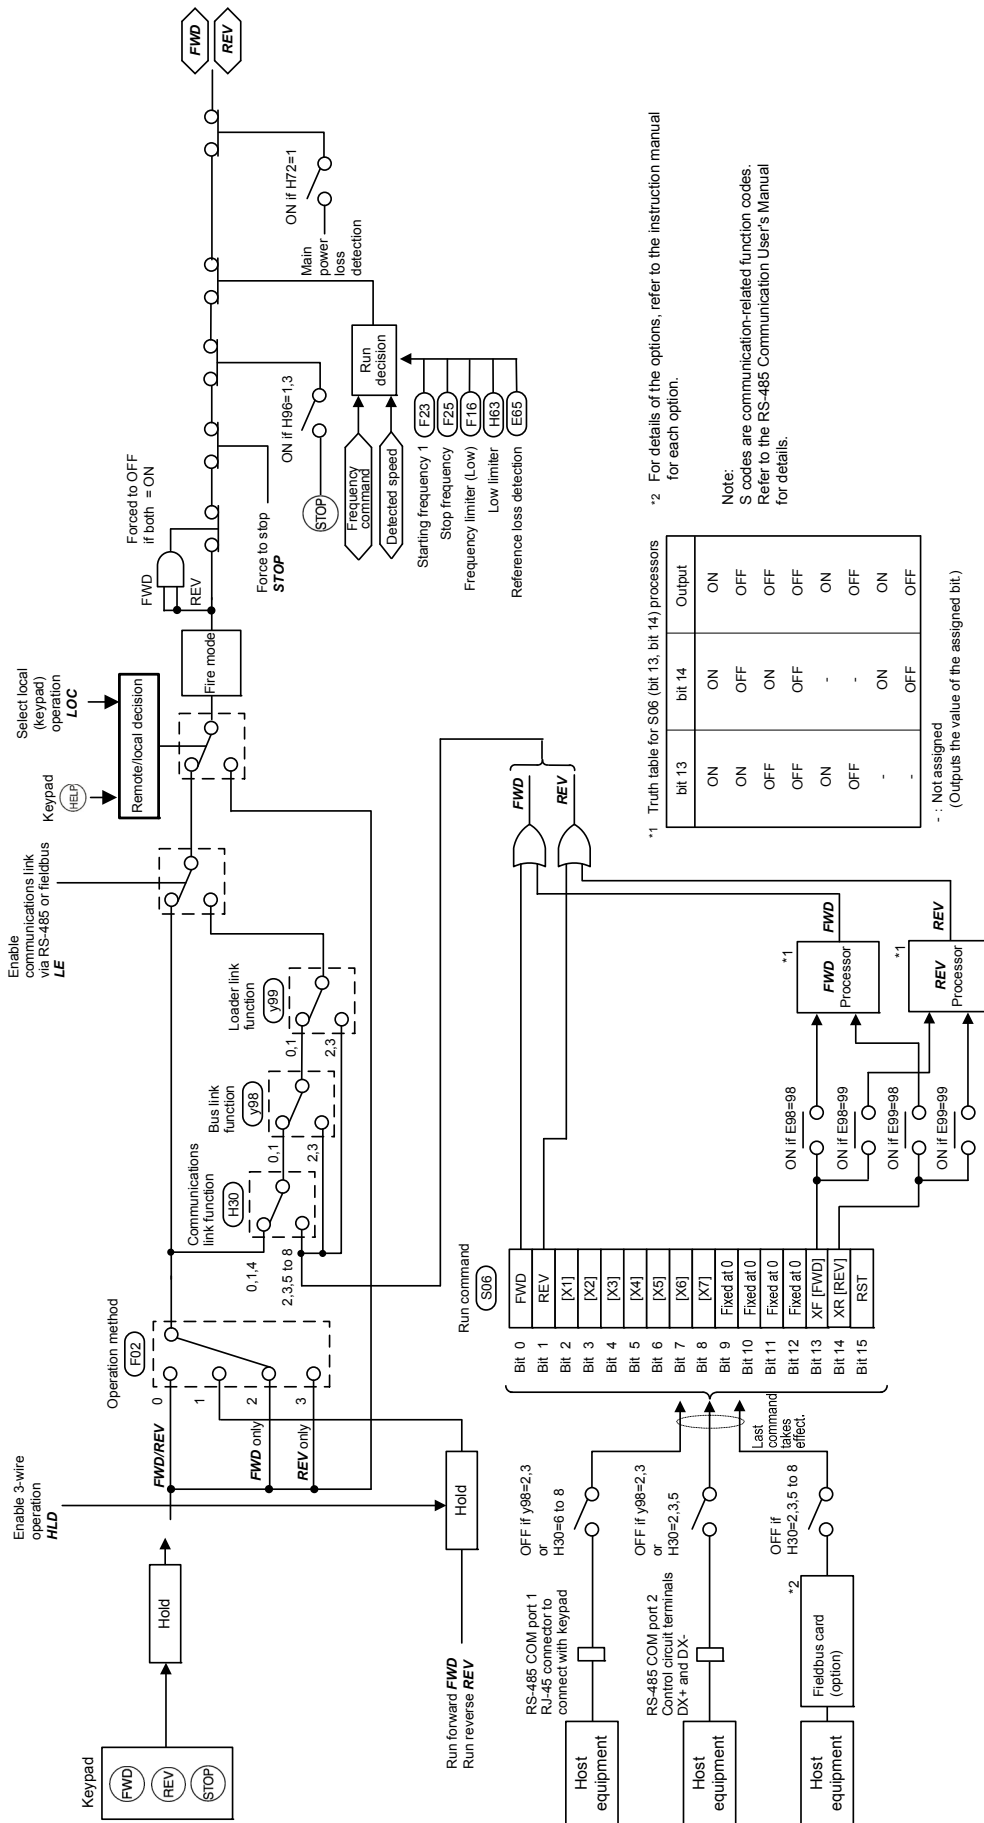 Keypad
FWD
REV
STOP
Hold
Enable 3-wire
operation
HLD
Run forward FWD
Run reverse REV
Hold
FWD/REV
FWD only
REV only
Operation method
F02
0
1
2
3
Communications
link function
H30
0,1,4
2,3,5 to 8
Bus link
function
y98
0,1
2,3
Loader link
function
y99
0,1
2,3
Enable
communications link
via RS-485 or fieldbus
LE
Keypad
HELP
Select local
(keypad)
operation
LOC
Remote/local decision
Fire mode
FWD
REV
Forced to OFF
if both = ON
Force to stop
STOP
ON if H96=1,3
STOP
Frequency
command
Detected speed
Run
decision
Starting frequency 1
F23
Stop frequency
F25
Frequency limiter (Low)
F16
Low limiter
H63
Reference loss detection
E65
ON if H72=1
Main
power
loss
detection
FWD
REV
Host
equipment
RS-485 COM port 1
RJ-45 connector to
connect with keypad
OFF if y98=2,3
or
H30=6 to 8
Host
equipment
RS-485 COM port 2
Control circuit terminals
DX+ and DX-
OFF if y98=2,3
or
H30=2,3,5
Host
equipment
Fieldbus card
(option)
*2
OFF if
H30=2,3,5 to 8
Last
command
takes
effect.
Run command
S06
Bit 0 FWD
Bit 1 REV
Bit 2 [X1]
Bit 3 [X2]
Bit 4 [X3]
Bit 5 [X4]
Bit 6 [X5]
Bit 7 [X6]
Bit 8 [X7]
Bit 9 Fixed at 0
Bit 10 Fixed at 0
Bit 11 Fixed at 0
Bit 12 Fixed at 0
Bit 13 XF [FWD]
Bit 14 XR [REV]
Bit 15 RST
ON if E98=98
ON if E98=99
ON if E99=98
ON if E99=99
*1
FWD
Processor
FWD
*1
REV
Processor
REV
FWD
REV
*1 Truth table for S06 (bit 13, bit 14) processors
bit 13 bit 14 Output
ON ON ON
ON OFF OFF
OFF ON OFF
OFF OFF OFF
ON - ON
OFF - OFF
- ON ON
- OFF OFF
- : Not assigned
(Outputs the value of the assigned bit.)
*2 For details of the options, refer to the instruction manual
for each option.
Note:
S codes are communication-related function codes.
Refer to the RS-485 Communication User's Manual
for details.